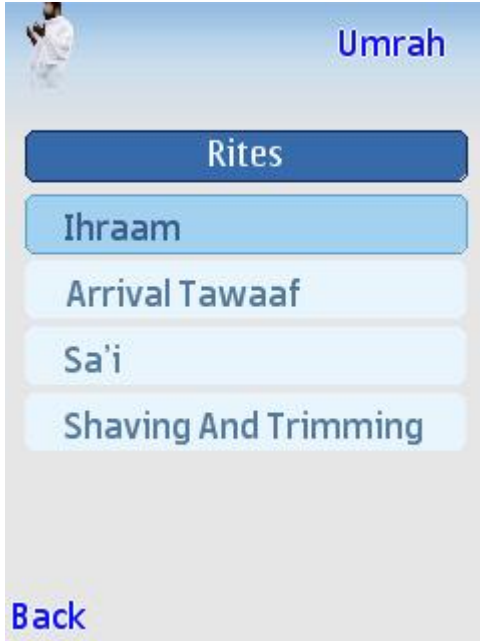 Umrah
Rites
Ihraam
Arrival Tawaaf
Sa'i
Shaving And Trimming
Back